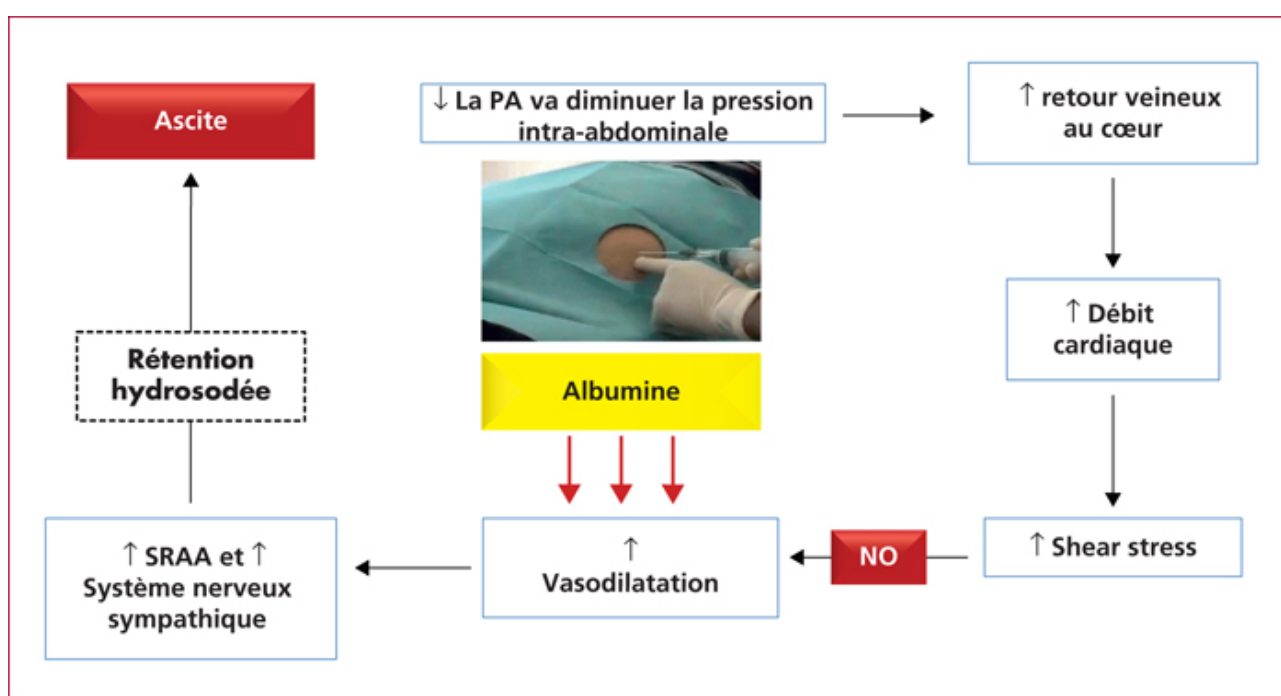 Ascite
↓ La PA va diminuer la pression
intra-abdominale
↑ retour veineux
au cœur
↑ Débit
cardiaque
↑ Shear stress
NO
Albumine
↑
Vasodilatation
↑ SRAA et ↑
Système nerveux
sympathique
Rétention
hydrosodée